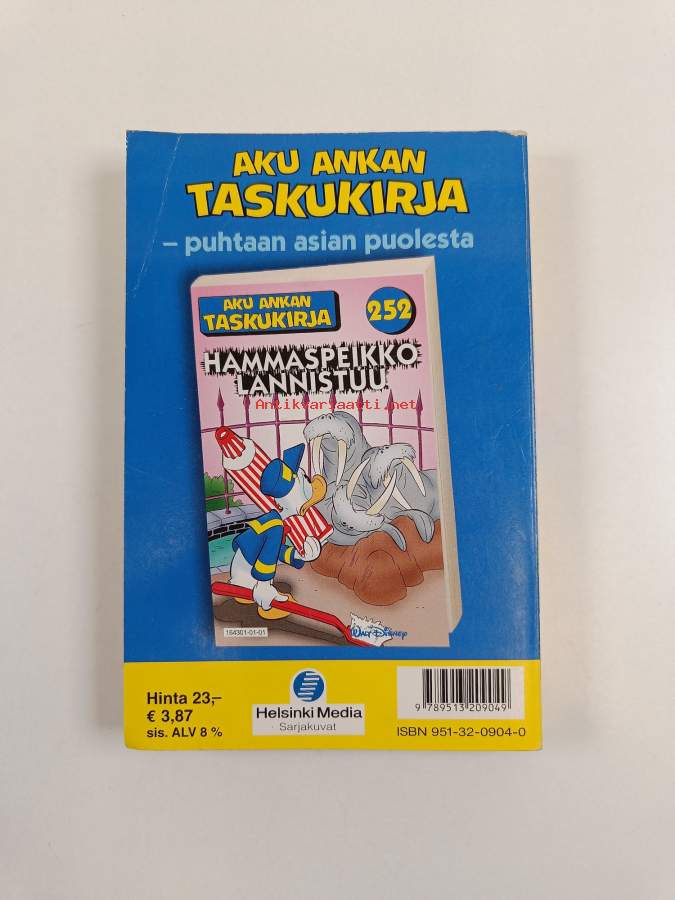 AKU ANKAN
TASKUKIRJA
– puhtaan asian puolesta
AKU ANKAN
TASKUKIRJA
252
HAMMASPEIKKO
LANNISTUU
Antikvariaatti.net
164301-01-01
WALT DISNEY
Hinta 23,–
€ 3,87
sis. ALV 8 %
Helsinki Media
Sarjakuvat
9 789513 209049
ISBN 951-32-0904-0